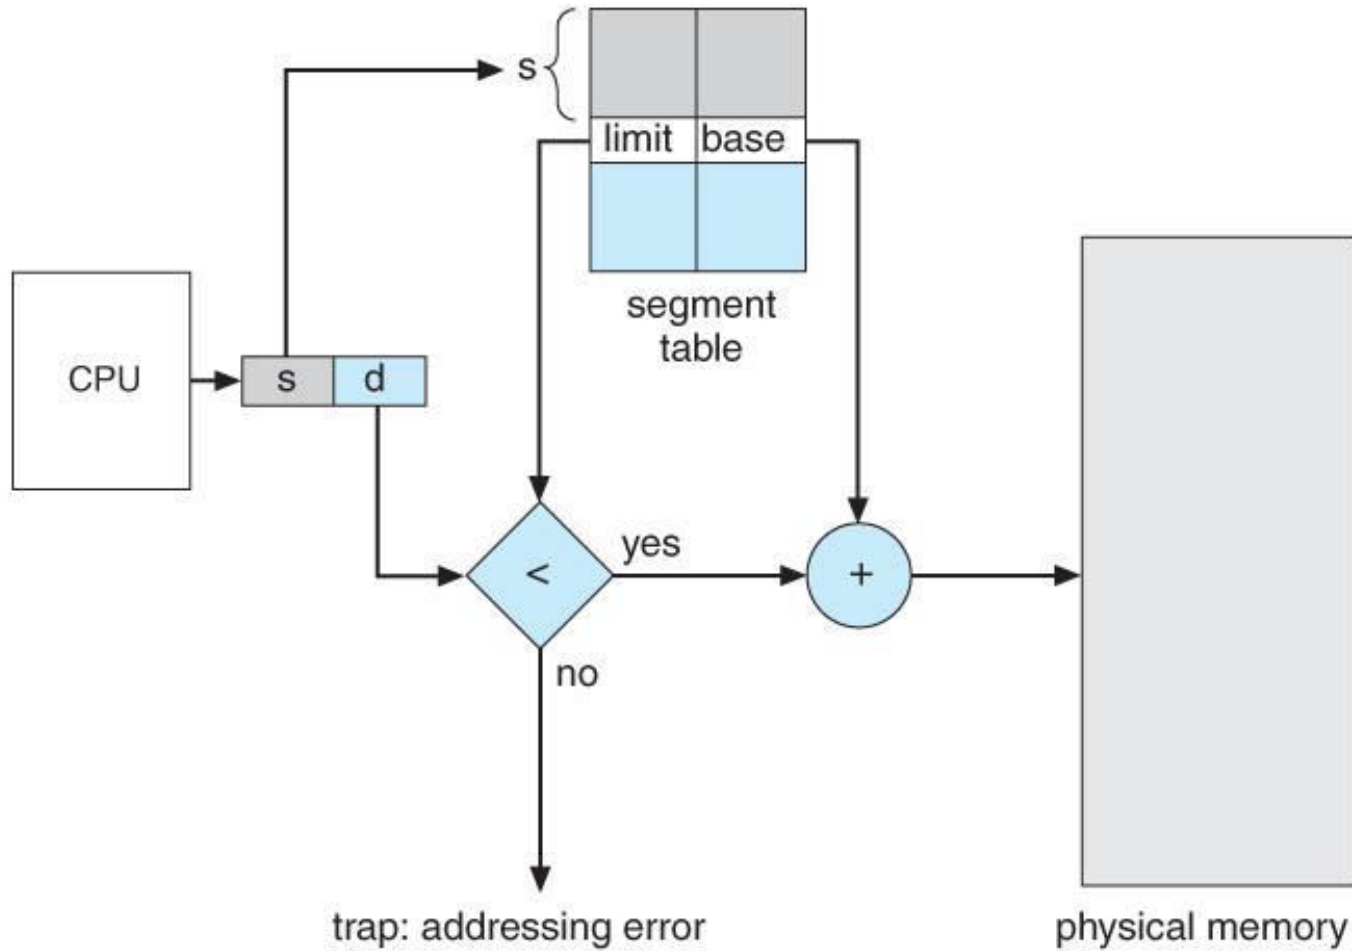 s
limit base
segment
table
CPU
s d
<
yes
+
no
trap: addressing error
physical memory